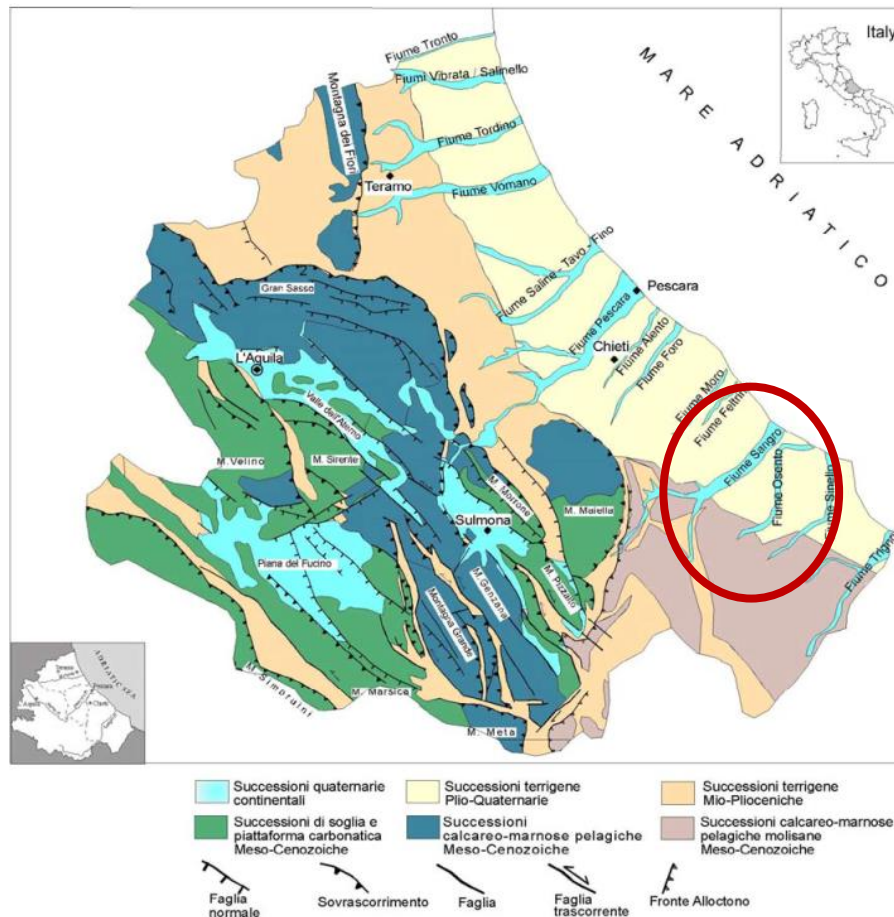 Italy
MARE ADRIATICO
Fiume Tronto
Fiumi Vibrata / Salinello
Montagna dei Fiori
Fiume Tordino
Teramo
Fiume Vomano
Gran Sasso
Fiume Saline - Tavo - Fino
Pescara
Fiume Pescara
L'Aquila
Chieti
Fiume Alento
Fiume Foro
Valle dell'Aterno
Fiume Moro
Fiume Feltrino
M. Velino
M. Sirente
M. Morrone
M. Maiella
Fiume Sangro
Fiume Osento
Fiume Sinello
Sulmona
Piana del Fucino
M. Genzana
M. Pizzalto
Fiume Trigno
Montagna Grande
M. Simbruini
M. Marsica
M. Meta
ADRIATIC SEA
Successioni quaternarie
continentali
Successioni terrigene
Plio-Quaternarie
Successioni terrigene
Mio-Plioceniche
Successioni di soglia e
piattaforma carbonatica
Meso-Cenozoiche
Successioni
calcareo-marnose pelagiche
Meso-Cenozoiche
Successioni calcareo-marnose
pelagiche molisane
Meso-Cenozoiche
Faglia
normale
Sovrascorrimento
Faglia
Faglia
trascorrente
Fronte Alloctono